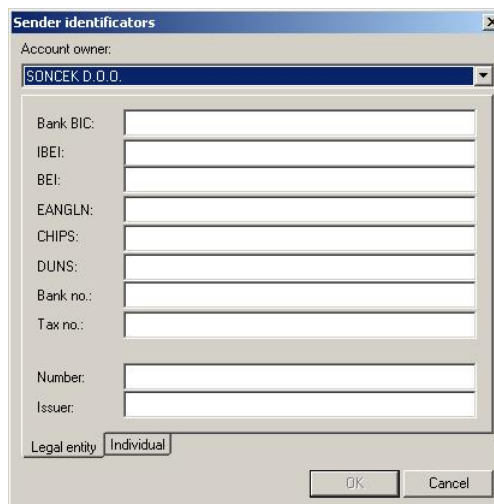 Sender identificators
Account owner:
SONCEK D.O.O.
Bank BIC:
IBEI:
BEI:
EANGLN:
CHIPS:
DUNS:
Bank no.:
Tax no.:
Number:
Issuer:
Legal entity Individual
OK Cancel